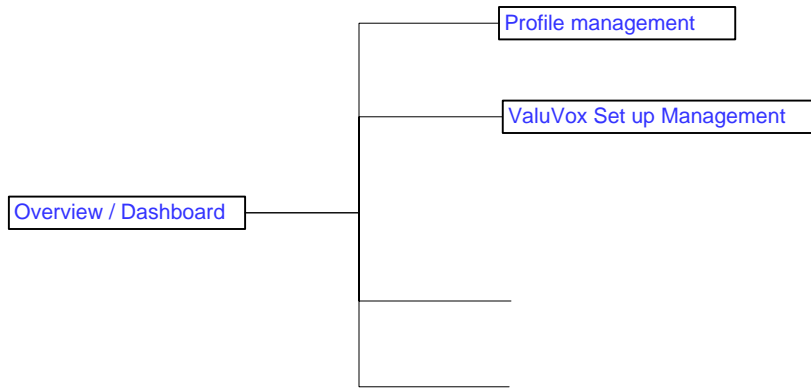 Profile management
ValuVox Set up Management
Overview / Dashboard